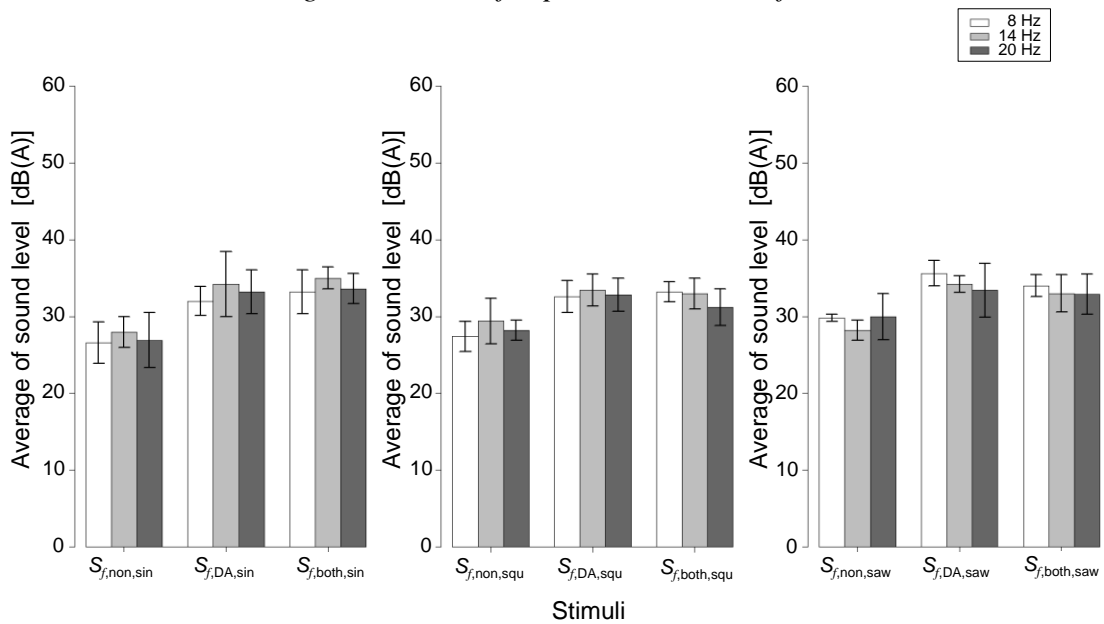 8 Hz
14 Hz
20 Hz
Average of sound level [dB(A)]
60
50
40
30
20
10
0
S_f,non,sin S_f,DA,sin S_f,both,sin
Average of sound level [dB(A)]
60
50
40
30
20
10
0
S_f,non,squ S_f,DA,squ S_f,both,squ
Average of sound level [dB(A)]
60
50
40
30
20
10
0
S_f,non,saw S_f,DA,saw S_f,both,saw
Stimuli